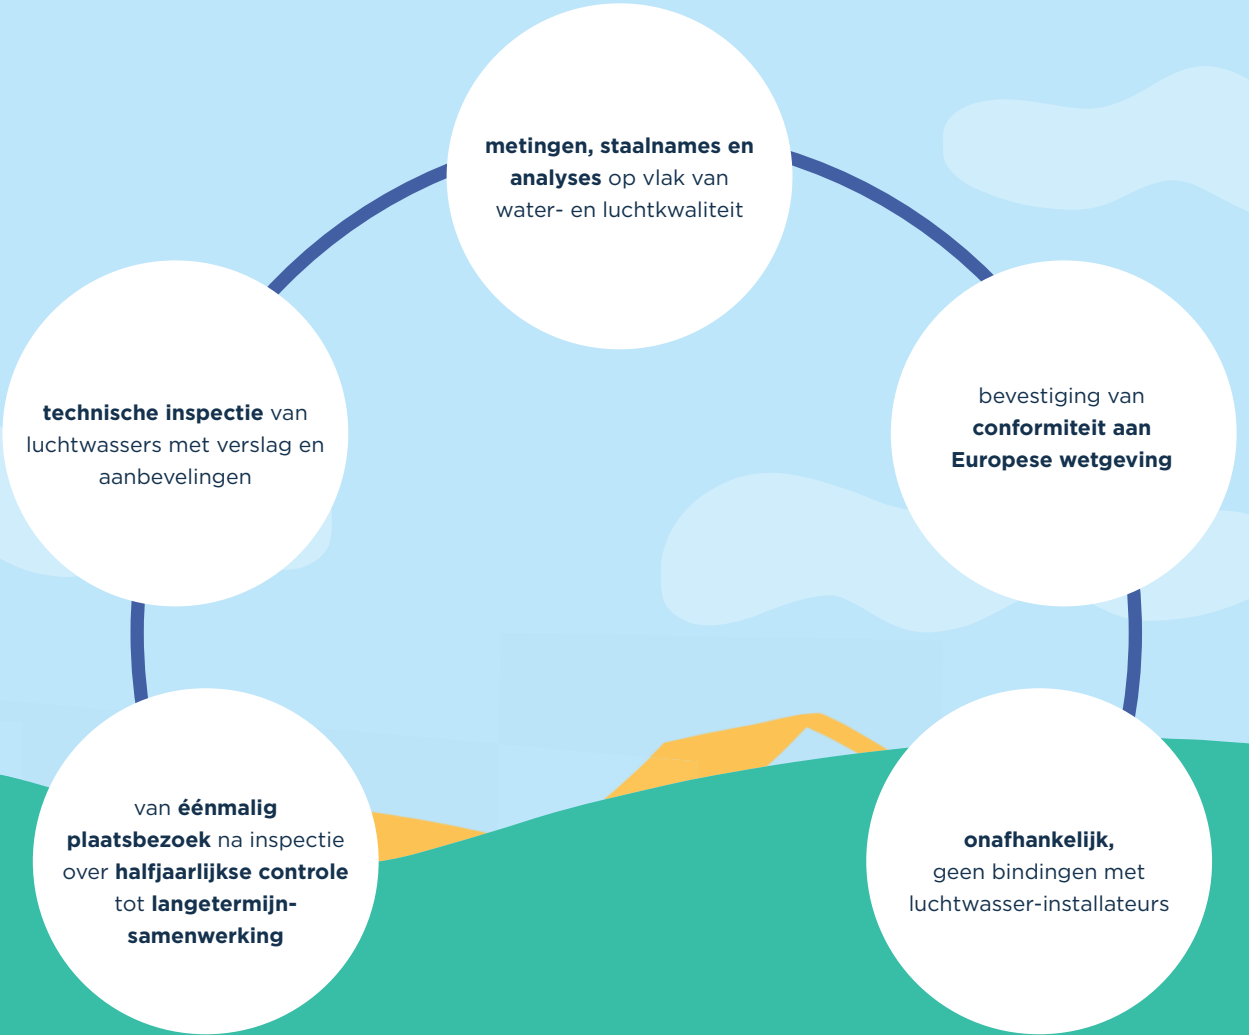 metingen, staalnames en
analyses op vlak van
water- en luchtkwaliteit
technische inspectie van
luchtwassers met verslag en
aanbevelingen
bevestiging van
conformiteit aan
Europese wetgeving
van éénmalig
plaatsbezoek na inspectie
over halfjaarlijkse controle
tot langetermijn-
samenwerking
onafhankelijk,
geen bindingen met
luchtwasser-installateurs